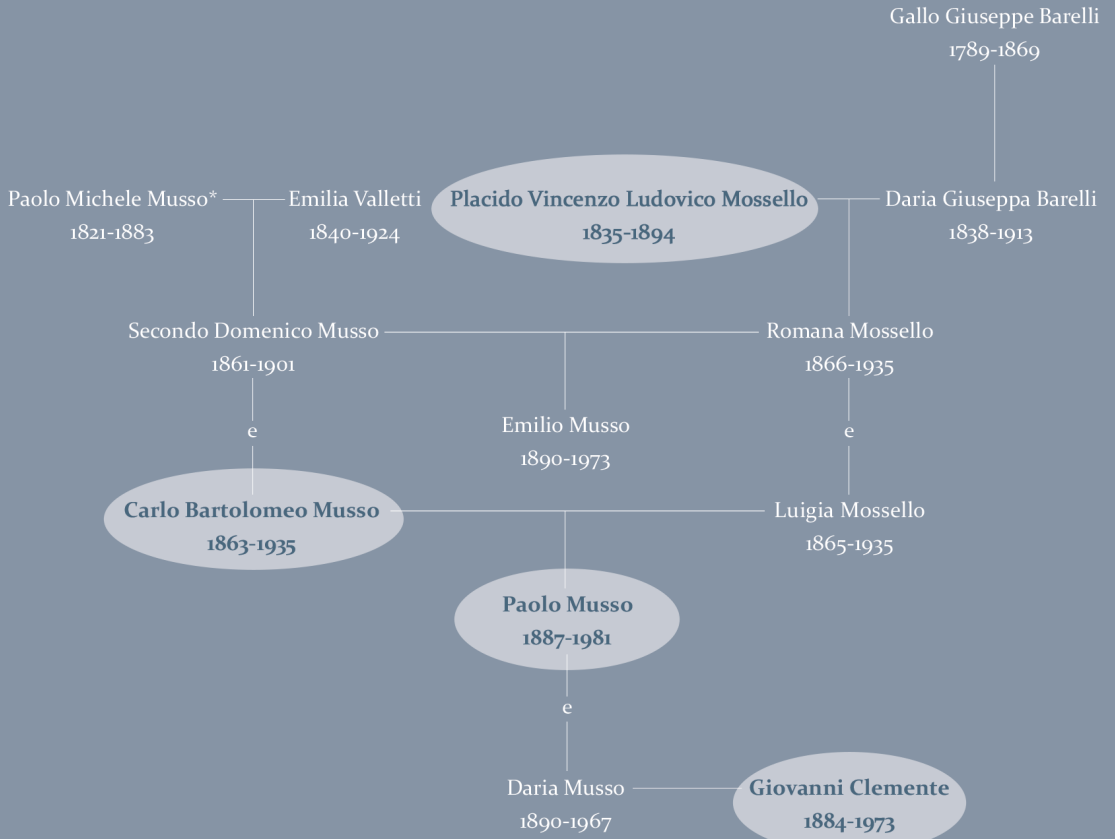 Gallo Giuseppe Barelli
1789-1869
Paolo Michele Musso*
1821-1883
Emilia Valletti
1840-1924
Placido Vincenzo Ludovico Mossello
1835-1894
Daria Giuseppa Barelli
1838-1913
Secondo Domenico Musso
1861-1901
Romana Mossello
1866-1935
e
Emilio Musso
1890-1973
e
Carlo Bartolomeo Musso
1863-1935
Luigia Mossello
1865-1935
Paolo Musso
1887-1981
e
Daria Musso
1890-1967
Giovanni Clemente
1884-1973